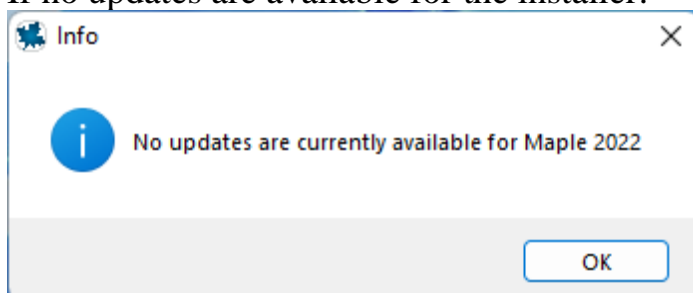 If no updates are available for the installer:
Info
No updates are currently available for Maple 2022
OK